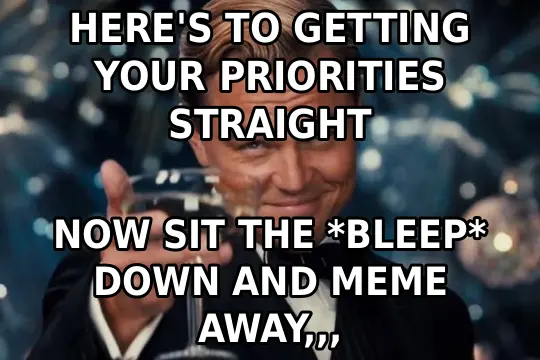 HERE'S TO GETTING
YOUR PRIORITIES
STRAIGHT
NOW SIT THE *BLEEP*
DOWN AND MEME
AWAY,,,